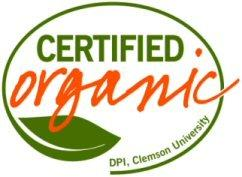 CERTIFIED
organic
DPI, Clemson University